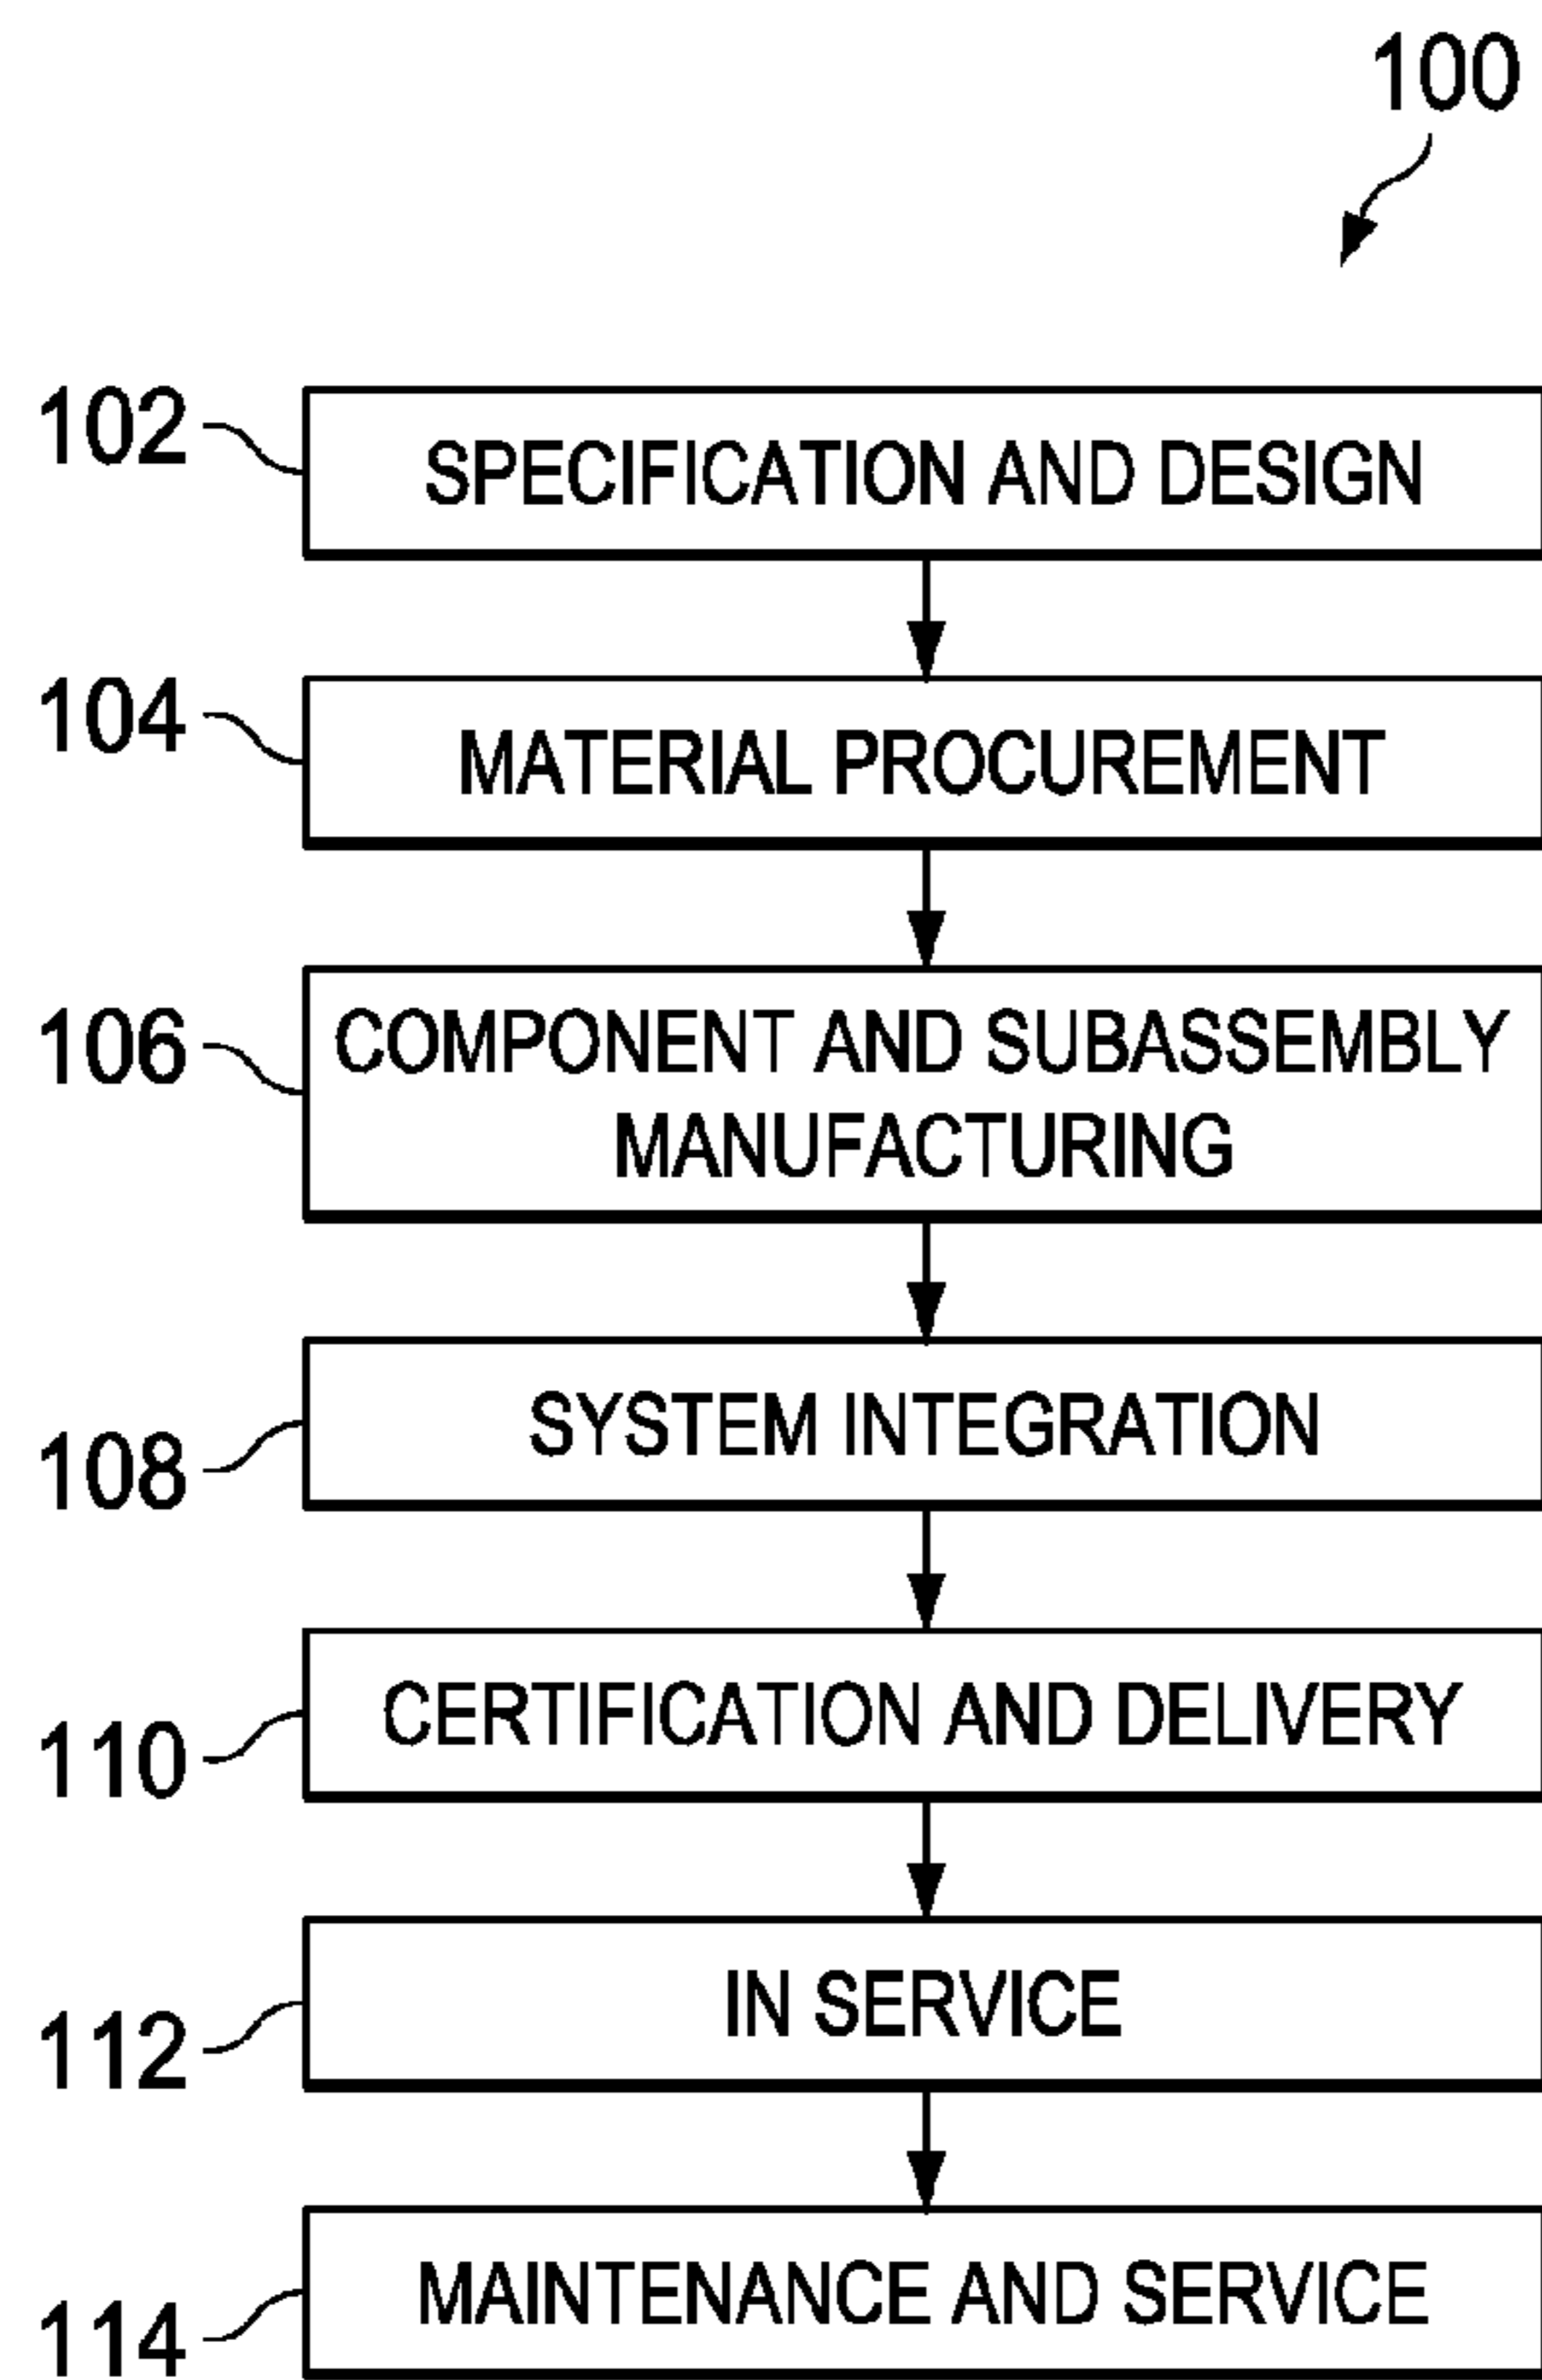 100
102 SPECIFICATION AND DESIGN
104 MATERIAL PROCUREMENT
106 COMPONENT AND SUBASSEMBLY
MANUFACTURING
108 SYSTEM INTEGRATION
110 CERTIFICATION AND DELIVERY
112 IN SERVICE
114 MAINTENANCE AND SERVICE